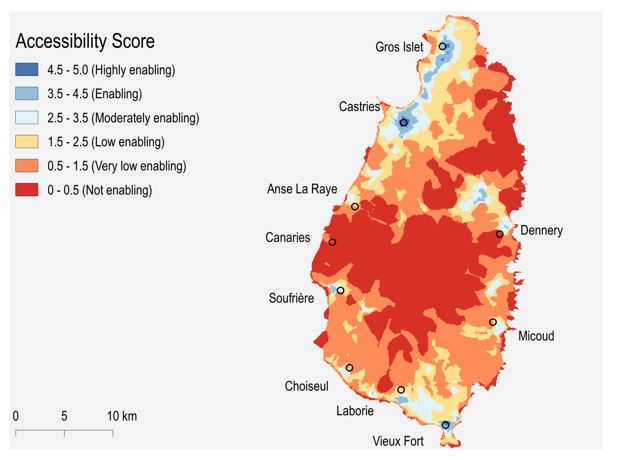 Accessibility Score
4.5 - 5.0 (Highly enabling)
3.5 - 4.5 (Enabling)
2.5 - 3.5 (Moderately enabling)
1.5 - 2.5 (Low enabling)
0.5 - 1.5 (Very low enabling)
0 - 0.5 (Not enabling)
Gros Islet
Castries
Anse La Raye
Canaries
Dennery
Soufrière
Micoud
Choiseul
Laborie
Vieux Fort
0 5 10 km